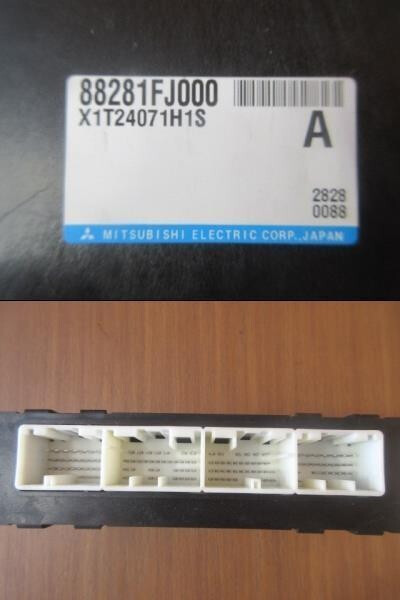 88281FJ000
X1T24071H1S
A
2828
0088
MITSUBISHI ELECTRIC CORP.,JAPAN